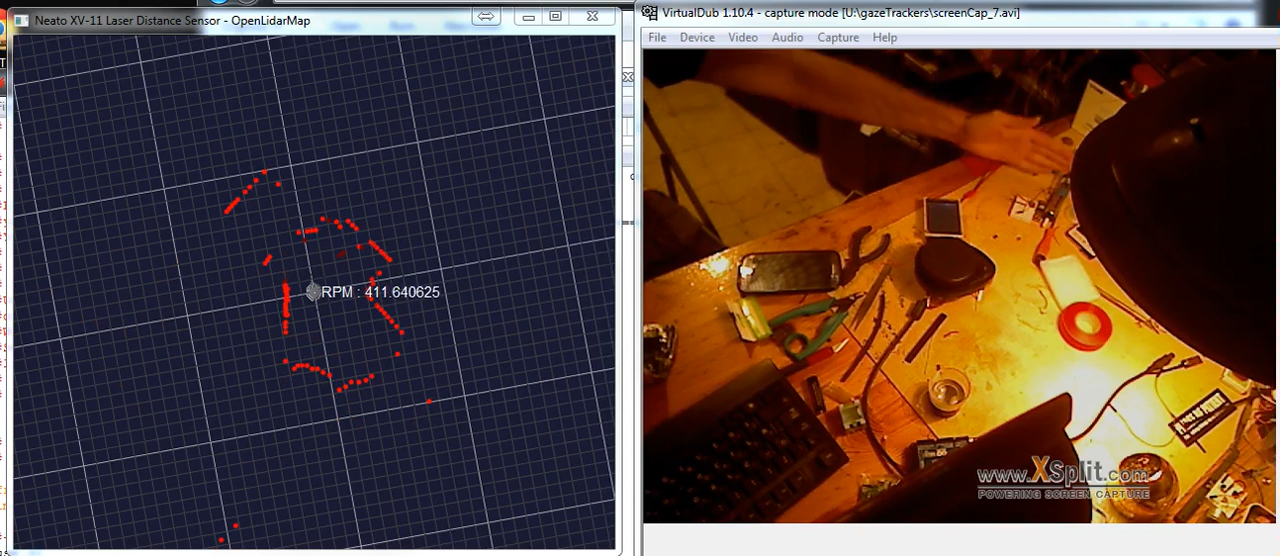 Neato XV-11 Laser Distance Sensor - OpenLidarMap
VirtualDub 1.10.4 - capture mode [U:\gazeTrackers\screenCap_7.avi]
File Device Video Audio Capture Help
RPM : 411.640625
www.XSplit.com
POWERING SCREEN CAPTURE